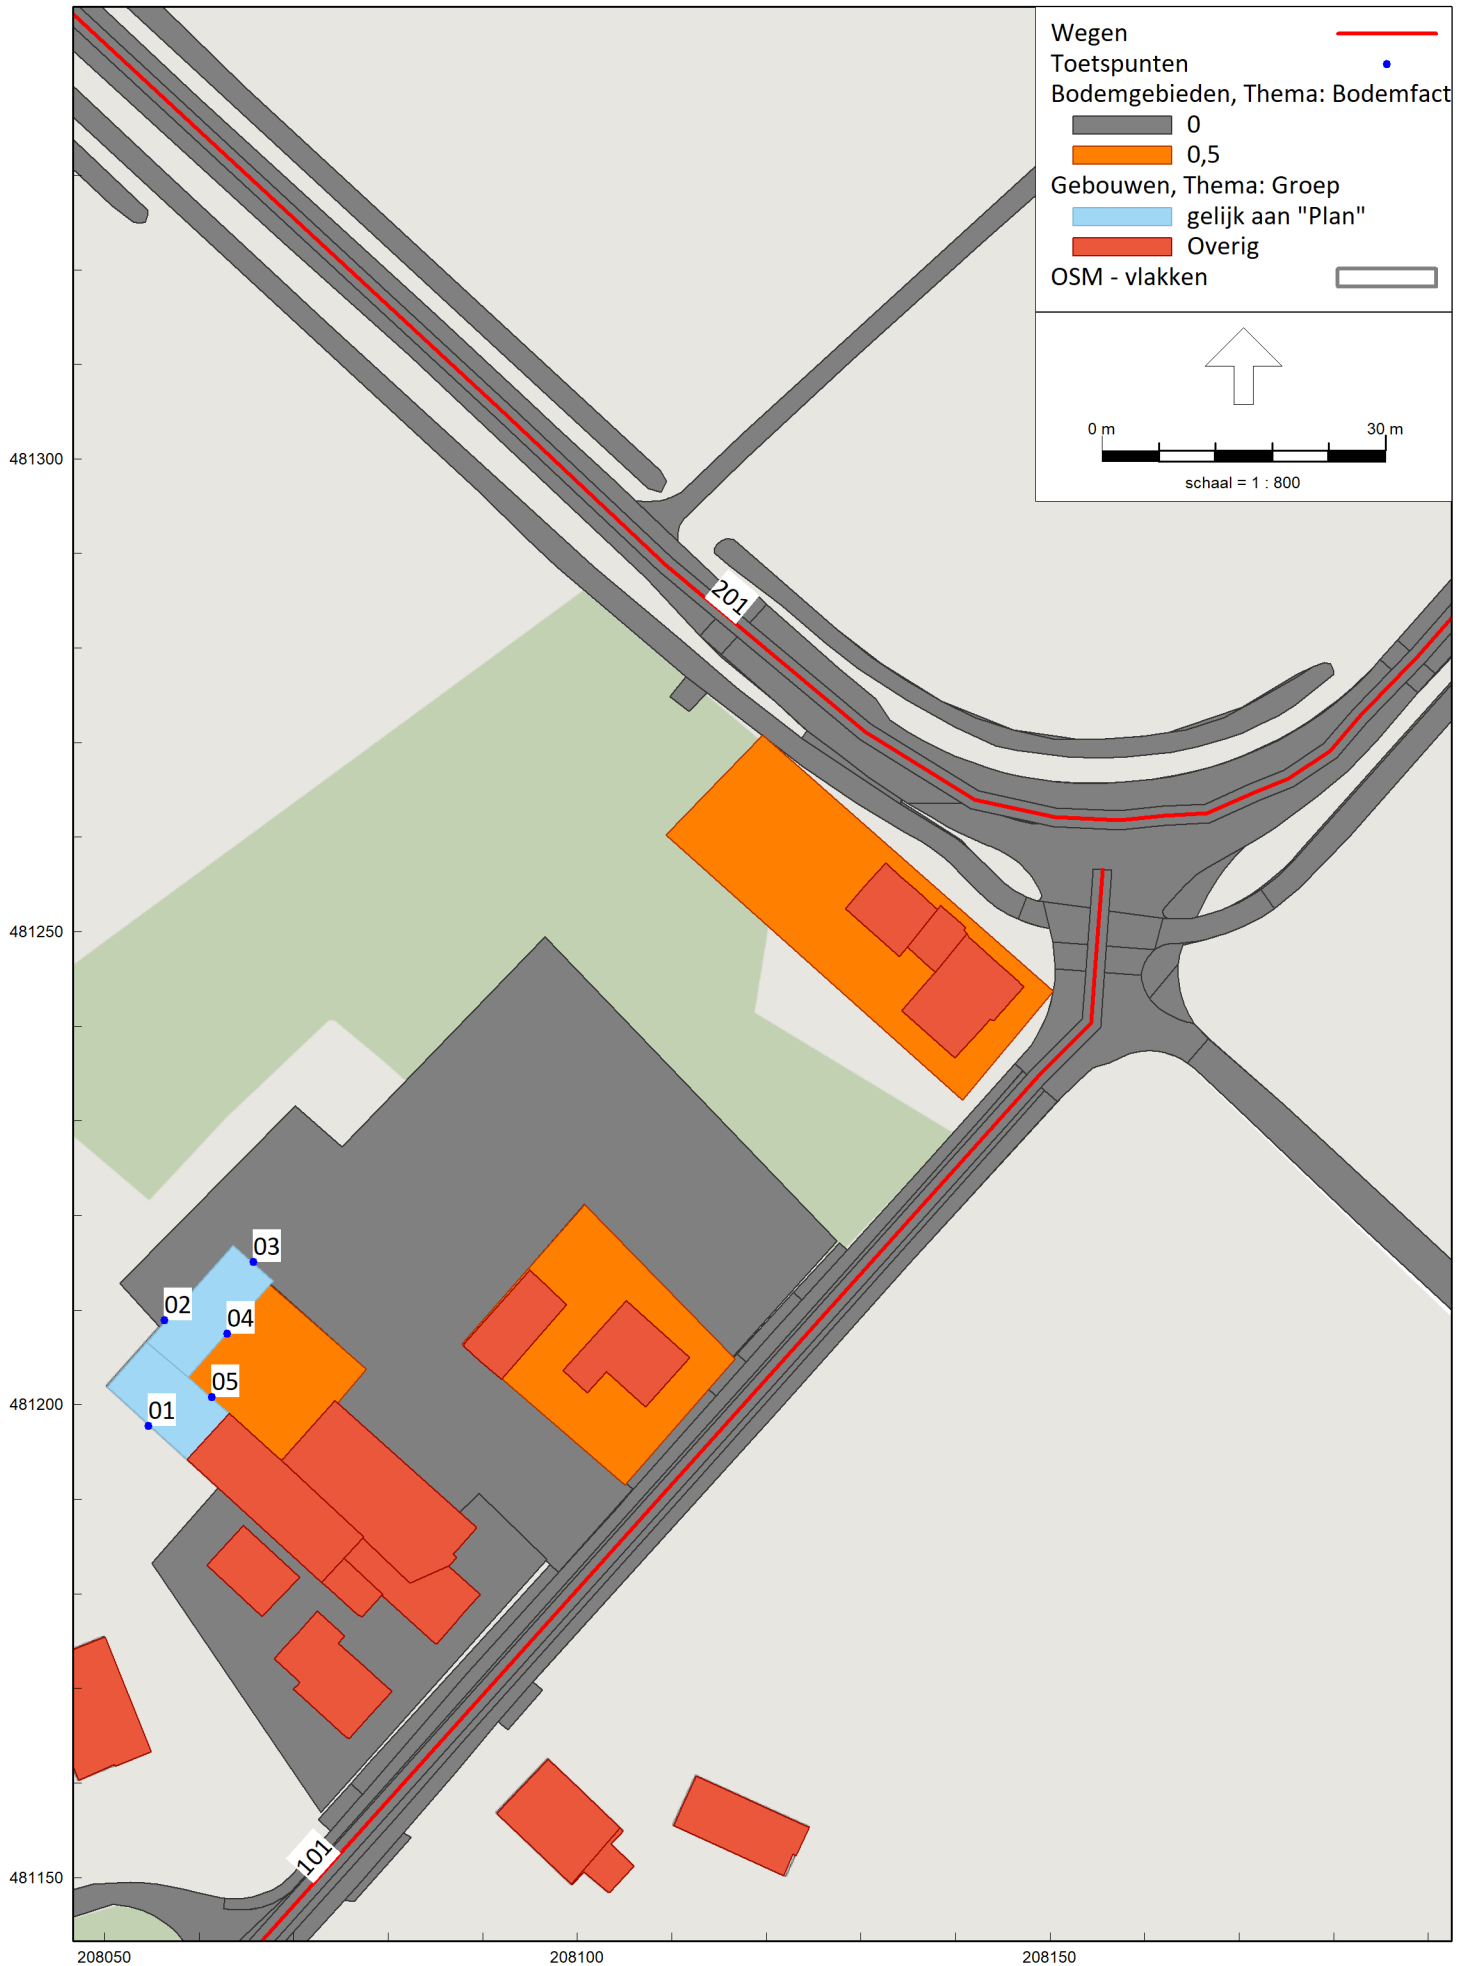 Wegen
Toetspunten
Bodemgebieden, Thema: Bodemfact
0
0,5
Gebouwen, Thema: Groep
gelijk aan "Plan"
Overig
OSM - vlakken
0 m 30 m
schaal = 1 : 800
481300
201
481250
03
02
04
481200
05
01
101
481150
208050 208100 208150